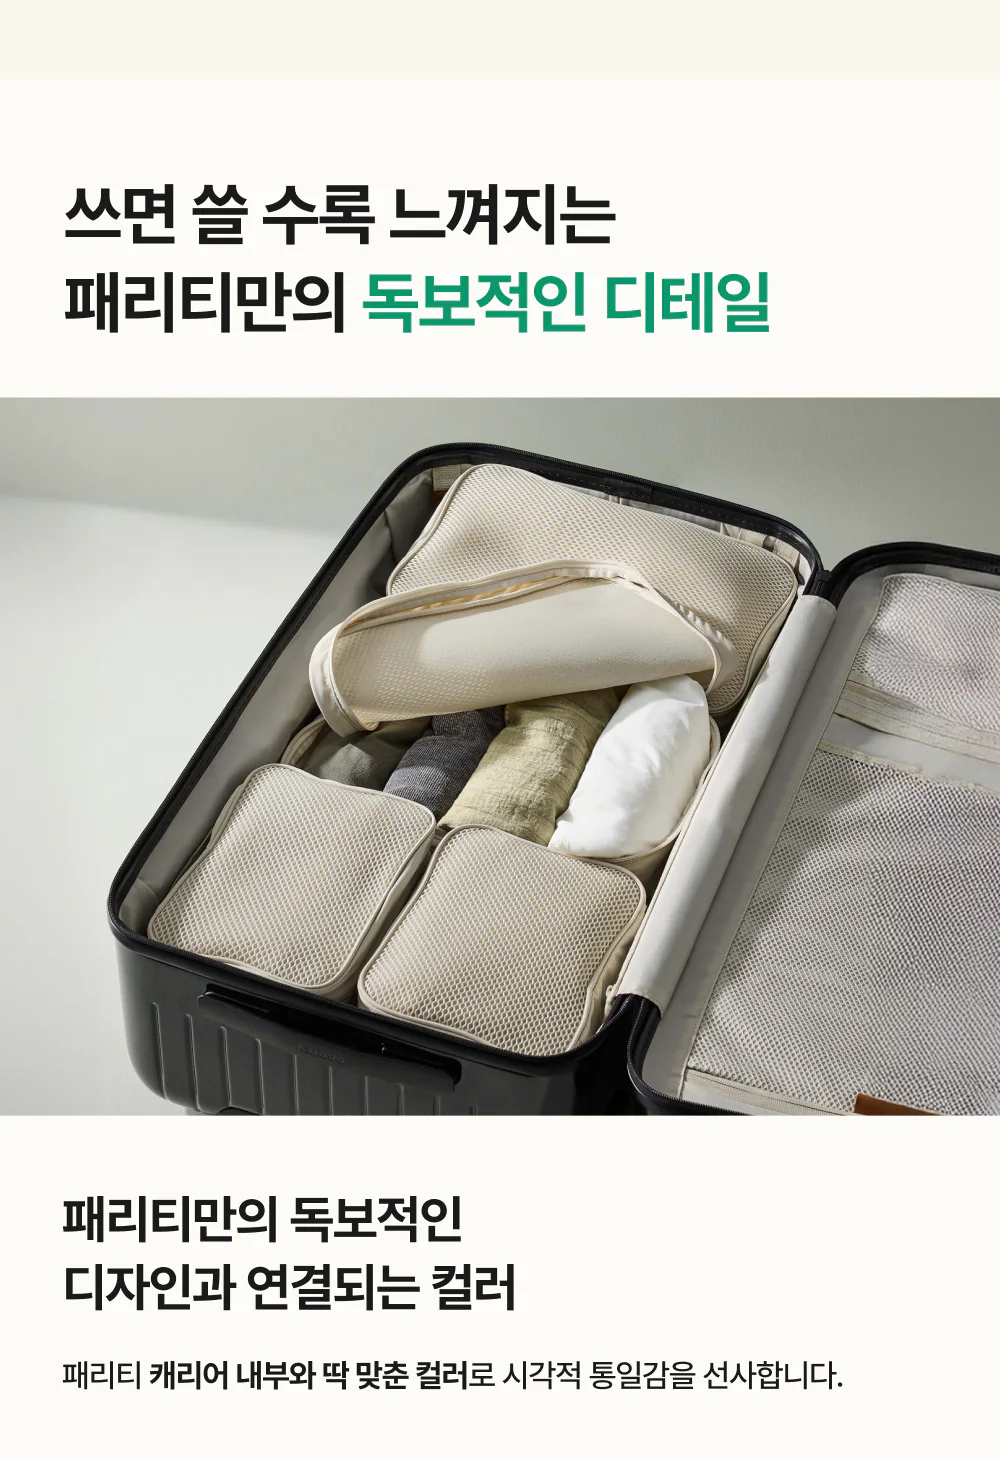 쓰면 쓸 수록 느껴지는
패리티만의 독보적인 디테일
패리티만의 독보적인
디자인과 연결되는 컬러
패리티 캐리어 내부와 딱 맞춘 컬러로 시각적 통일감을 선사합니다.